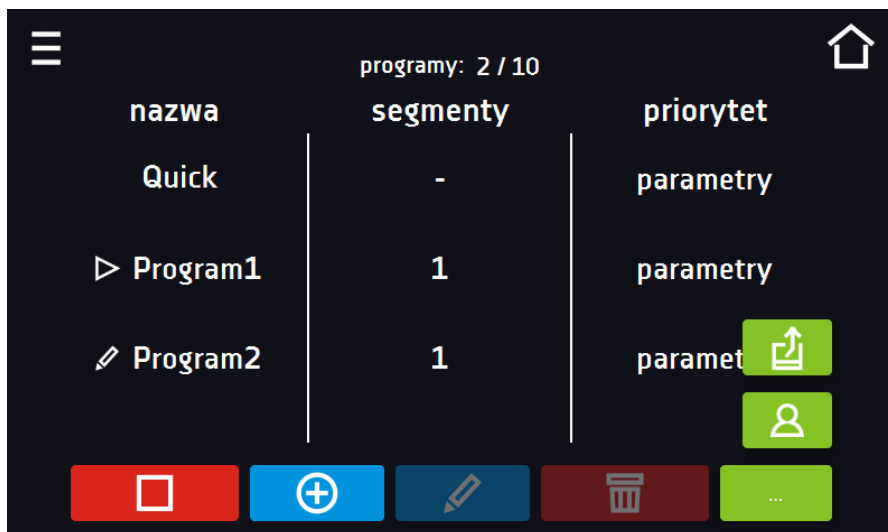 programy: 2 / 10
nazwa segmenty priorytet
Quick - parametry
Program1 1 parametry
Program2 1 paramet
...